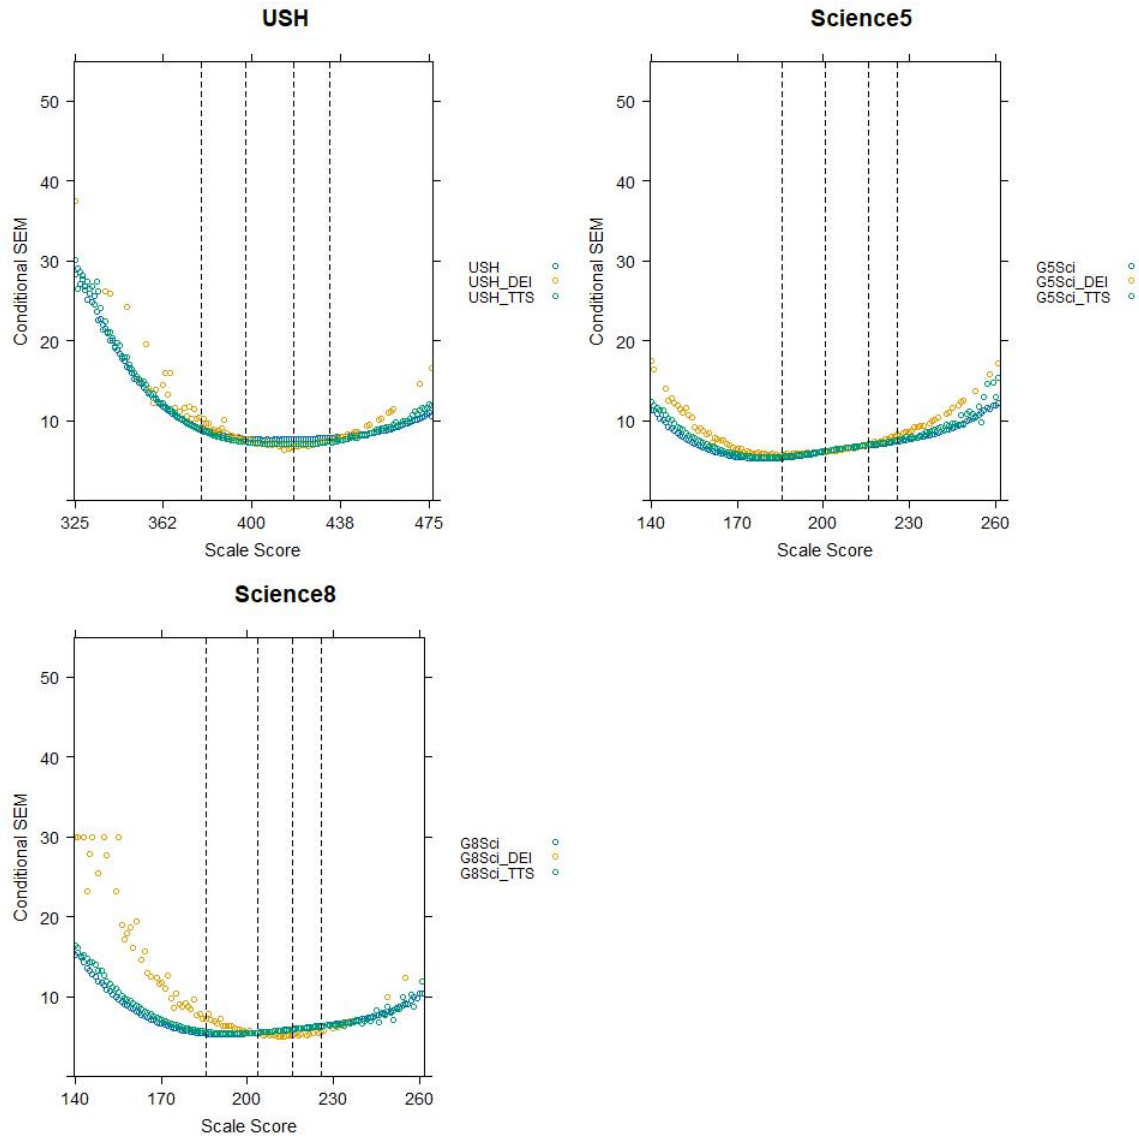 USH
50
40
30
20
10
Conditional SEM
325 362 400 438 475
Scale Score
USH
USH_DEI
USH_TTS
Science5
50
40
30
20
10
Conditional SEM
140 170 200 230 260
Scale Score
G5Sci
G5Sci_DEI
G5Sci_TTS
Science8
50
40
30
20
10
Conditional SEM
140 170 200 230 260
Scale Score
G8Sci
G8Sci_DEI
G8Sci_TTS